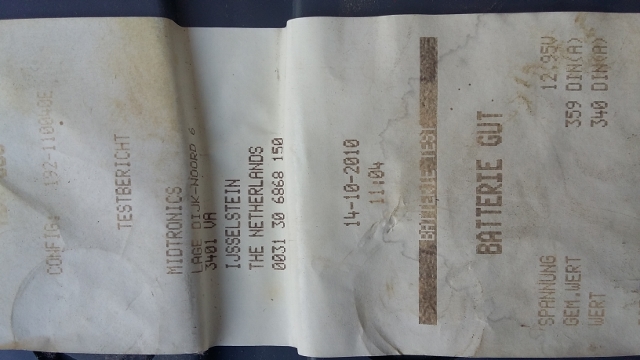 CONFIG: 192-110040E
TESTBERICHT
MIDTRONICS
LAGE DIJK-NOORD 6
3401 VA
IJSSELSTEIN
THE NETHERLANDS
0031 30 6868 150
14-10-2010
11:04
BATTERIETEST
BATTERIE GUT
SPANNUNG 12.95V
GEM.WERT 359 DIN(A)
WERT 340 DIN(A)